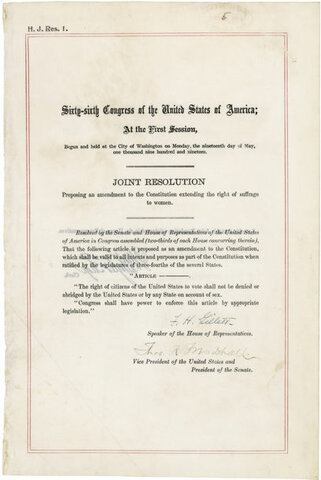 H. J. Res. 1.
5
Sixty-sixth Congress of the United States of America;
At the First Session,
Begun and held at the City of Washington on Monday, the nineteenth day of May,
one thousand nine hundred and nineteen.
JOINT RESOLUTION
Proposing an amendment to the Constitution extending the right of suffrage
to women.
Resolved by the Senate and House of Representatives of the United States
of America in Congress assembled (two-thirds of each House concurring therein),
That the following article is proposed as an amendment to the Constitution,
which shall be valid to all intents and purposes as part of the Constitution when
ratified by the legislatures of three-fourths of the several States.
"ARTICLE ————.
"The right of citizens of the United States to vote shall not be denied or
abridged by the United States or by any State on account of sex.
"Congress shall have power to enforce this article by appropriate
legislation."
F. H. Gillett
Speaker of the House of Representatives.
Thos. R. Marshall
Vice President of the United States and
President of the Senate.